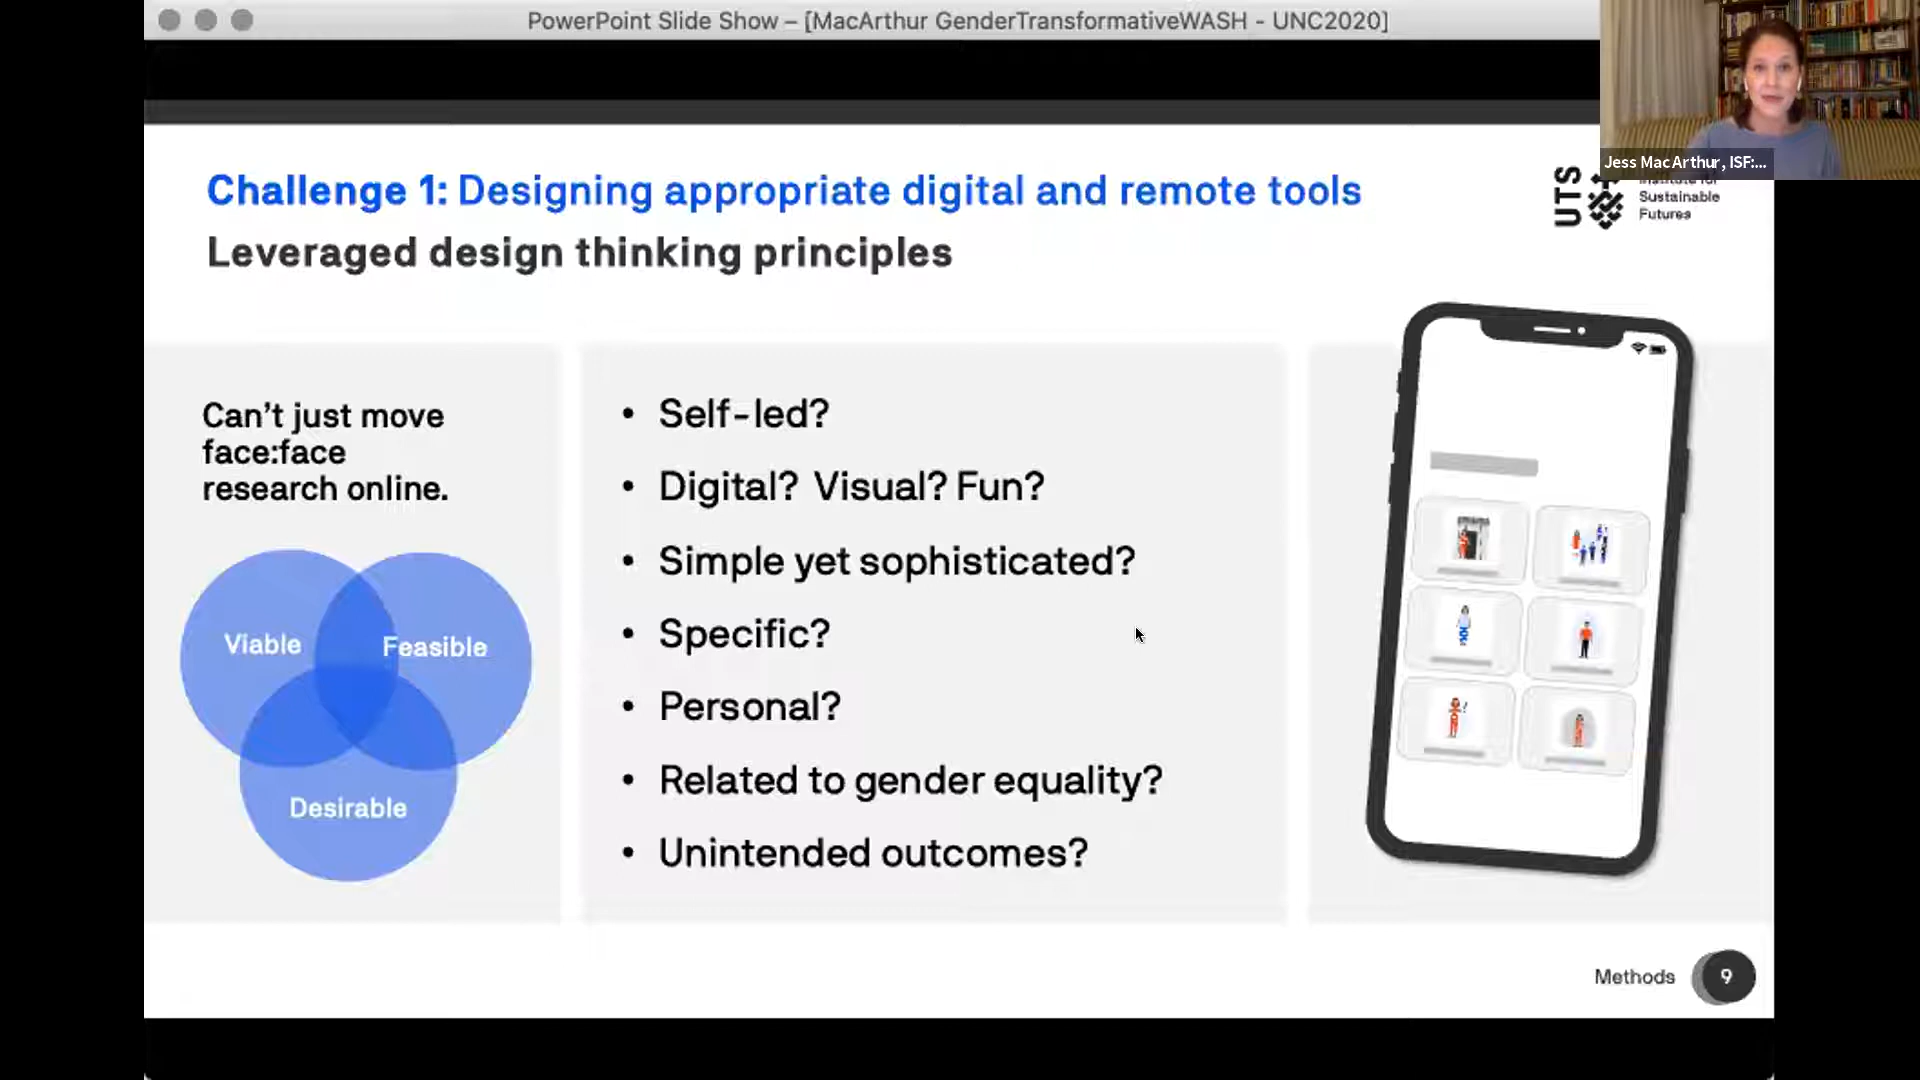 PowerPoint Slide Show – [MacArthur GenderTransformativeWASH - UNC2020]
Jess MacArthur, ISF:...
Challenge 1: Designing appropriate digital and remote tools
Leveraged design thinking principles
UTS
Institute for
Sustainable
Futures
Can’t just move
face:face
research online.
Viable
Feasible
Desirable
• Self-led?
• Digital? Visual? Fun?
• Simple yet sophisticated?
• Specific?
• Personal?
• Related to gender equality?
• Unintended outcomes?
Methods
9